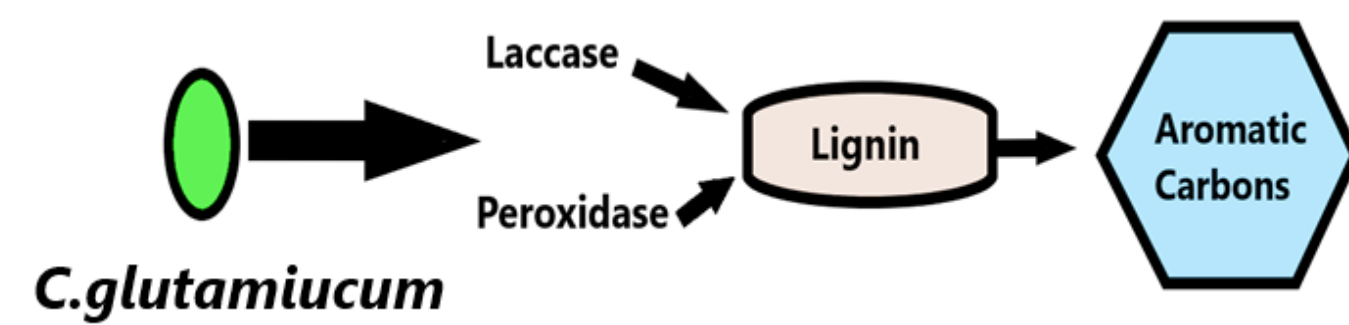 Laccase
Peroxidase
C.glutamiucum
Lignin
Aromatic
Carbons